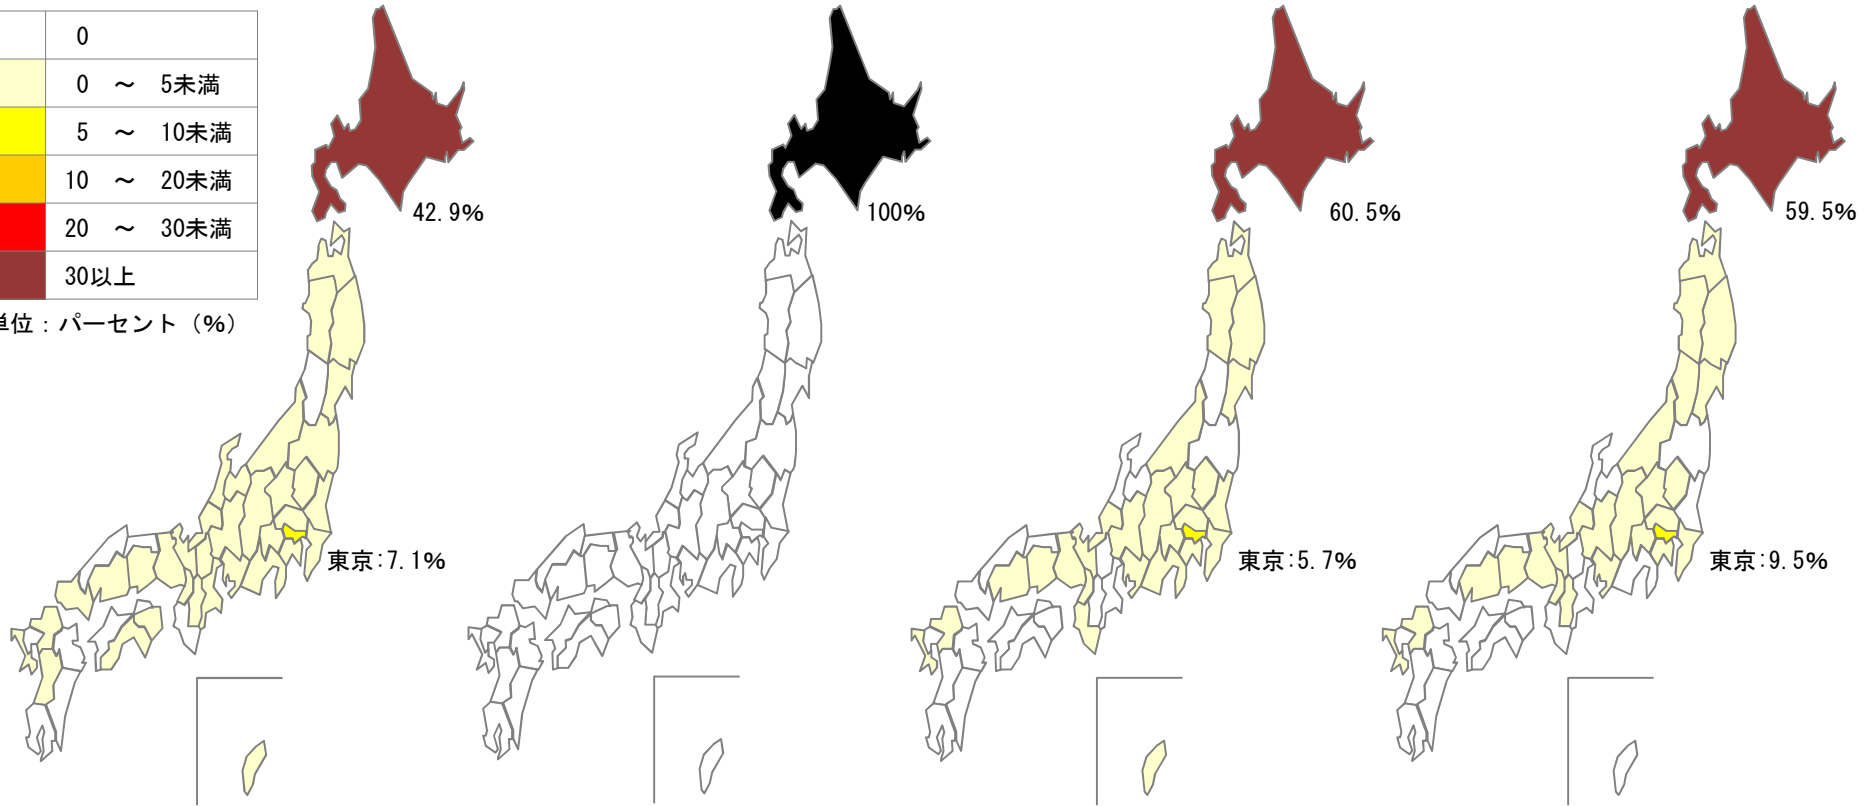 0
0 ～ 5未満
5 ～ 10未満
10 ～ 20未満
20 ～ 30未満
30以上
単位：パーセント（%）
42.9%
100%
60.5%
59.5%
東京:7.1%
東京:5.7%
東京:9.5%